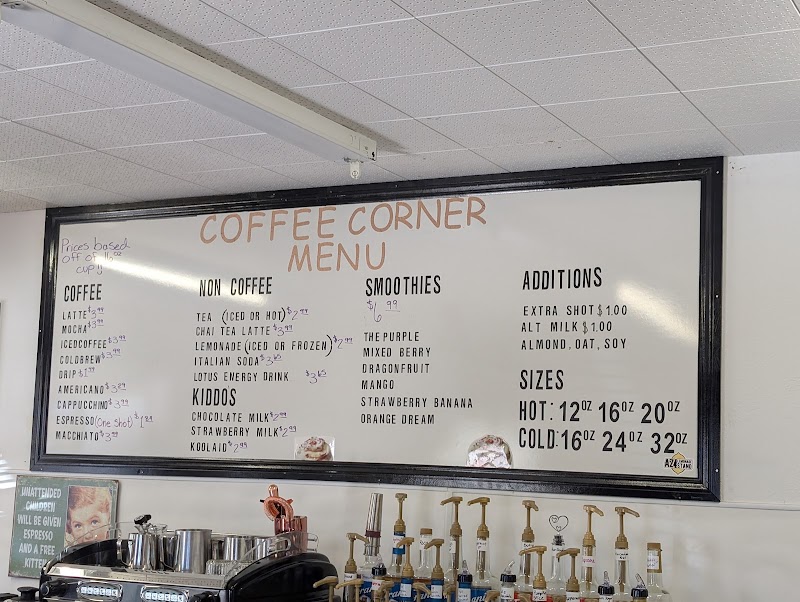 COFFEE CORNER
MENU
Prices based
off of 16oz
cup!!
COFFEE
LATTE $3.99
MOCHA $3.99
ICEDCOFFEE $3.99
COLDBREW $3.99
DRIP $1.99
AMERICANO $3.29
CAPPUCCHINO $3.99
ESPRESSO (One Shot) $1.29
MACCHIATO $3.99
NON COFFEE
TEA (ICED OR HOT) $2.99
CHAI TEA LATTE $3.99
LEMONADE (ICED OR FROZEN) $2.99
ITALIAN SODA $3.65
LOTUS ENERGY DRINK $3.65
KIDDOS
CHOCOLATE MILK $2.99
STRAWBERRY MILK $2.99
KOOLAID $2.99
SMOOTHIES
$6.99
THE PURPLE
MIXED BERRY
DRAGONFRUIT
MANGO
STRAWBERRY BANANA
ORANGE DREAM
ADDITIONS
EXTRA SHOT $1.00
ALT MILK $1.00
ALMOND, OAT, SOY
SIZES
HOT: 12OZ 16OZ 20OZ
COLD: 16OZ 24OZ 32OZ
UNATTENDED
CHILDREN
WILL BE GIVEN
ESPRESSO
AND A FREE
KITTEN